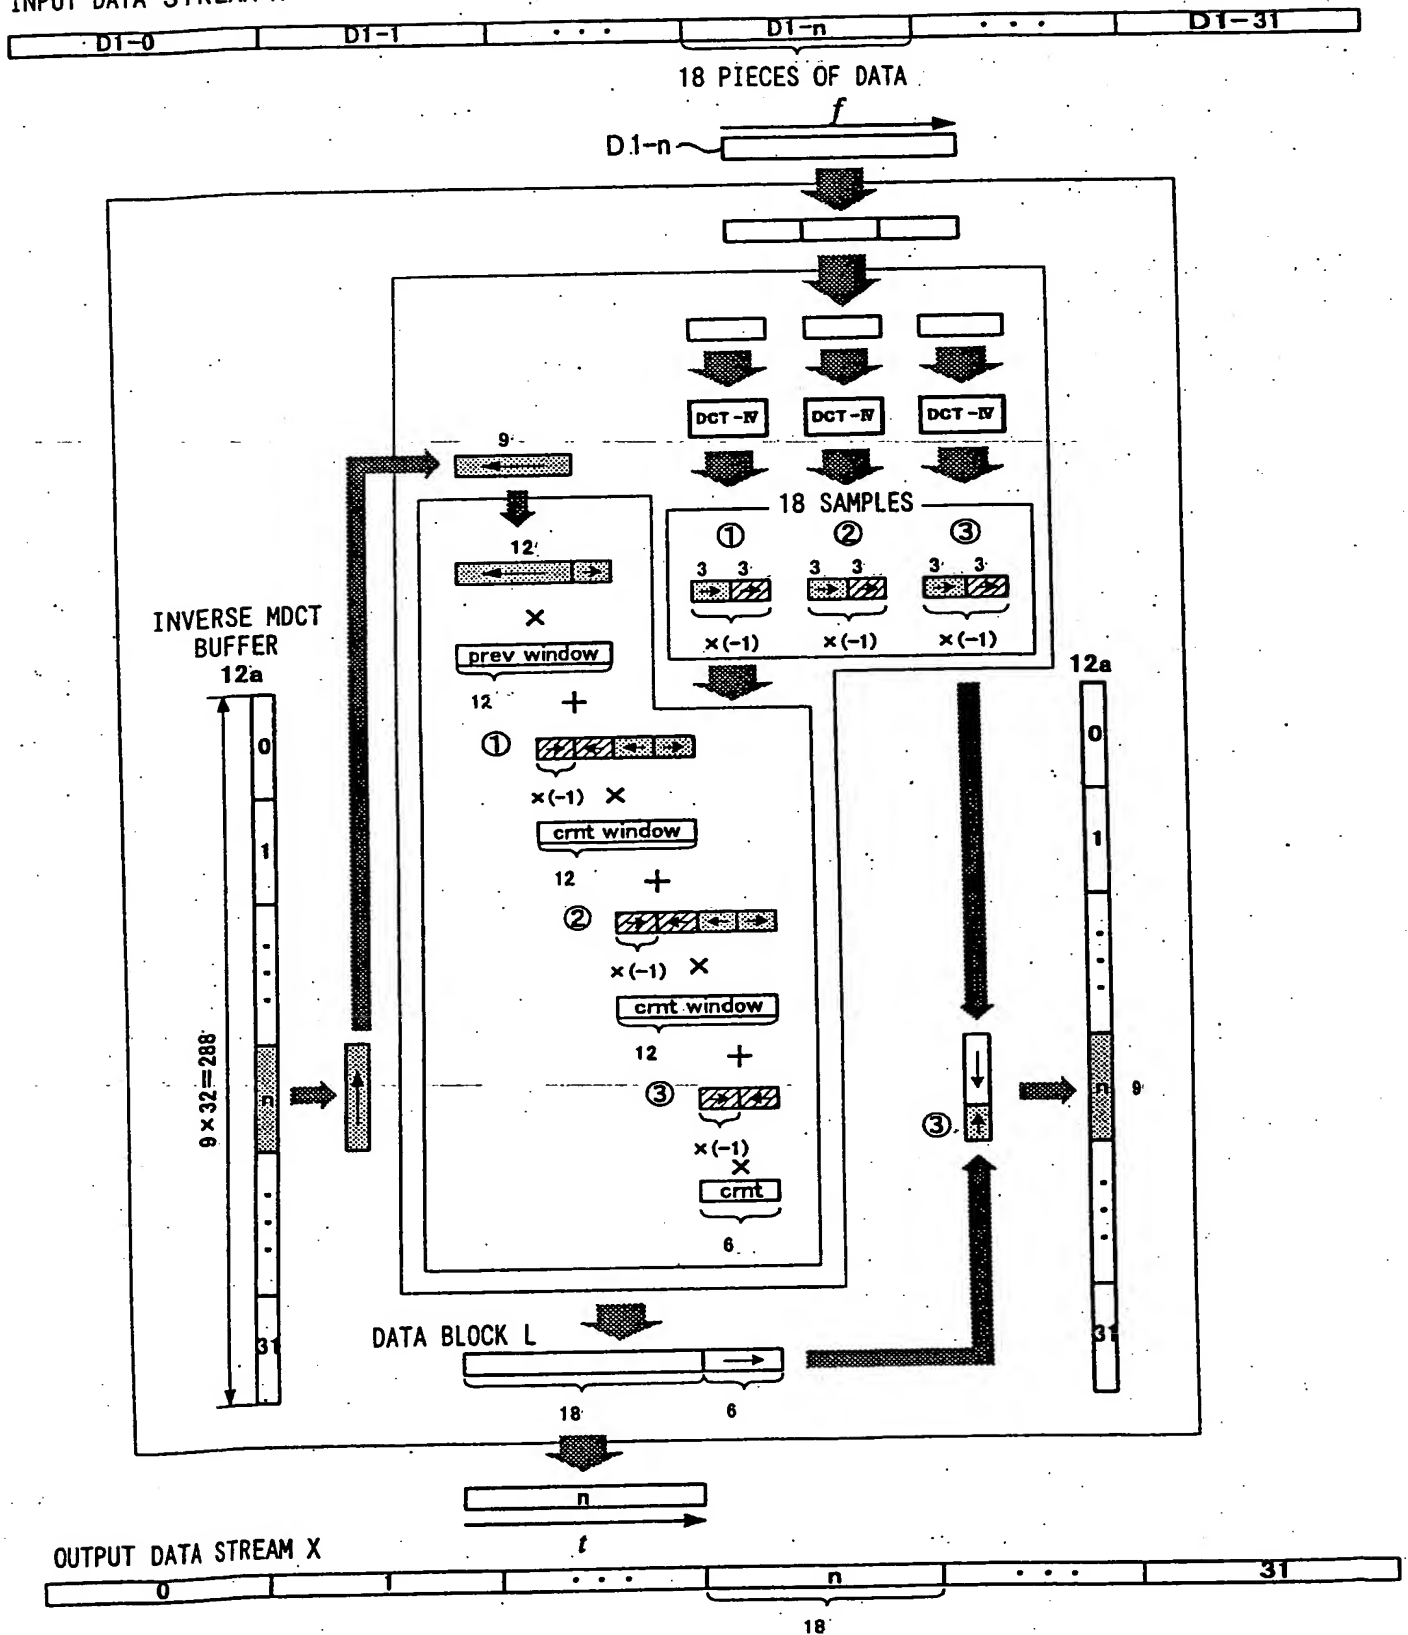 INPUT DATA STREAM
D1-0 D1-1 · · · D1-n · · · D1-31
18 PIECES OF DATA
f
D1-n
DCT-Ⅳ DCT-Ⅳ DCT-Ⅳ
9
18 SAMPLES
① ② ③
12
3 3 3 3 3 3
×
×(-1) ×(-1) ×(-1)
INVERSE MDCT
BUFFER
12a
prev window
12a
12 +
①
0
0
×(-1) ×
crnt window
1
1
12 +
②
×(-1) ×
crnt window
12 +
9×32=288
n
③
n
9
③
×(-1)
×
crnt
6
DATA BLOCK L
31
31
18 6
n
t
OUTPUT DATA STREAM X
0 1 · · · n · · · 31
18